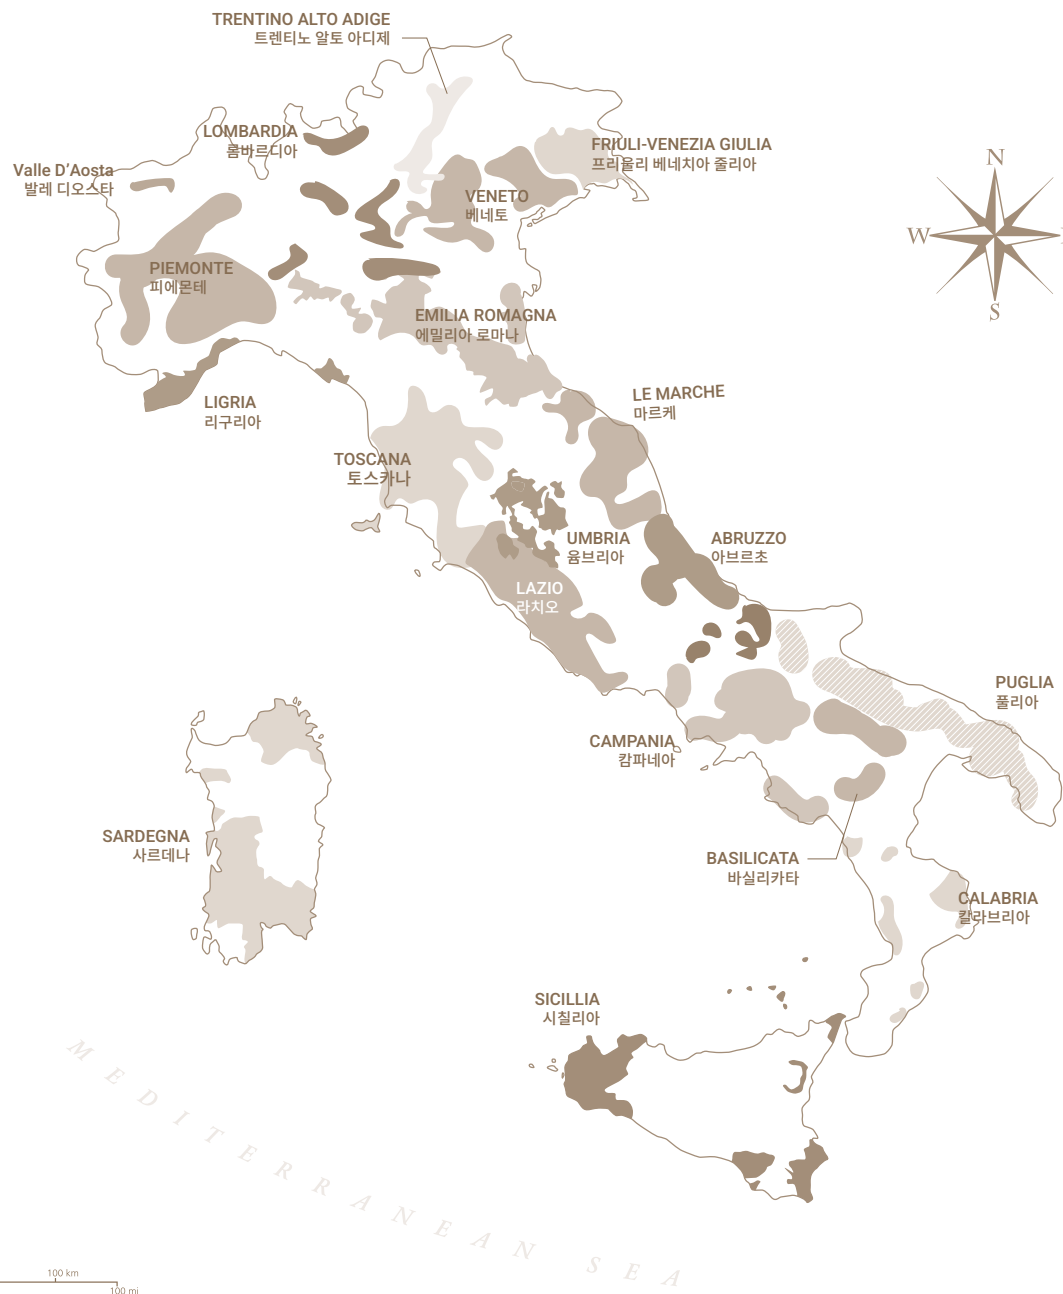 TRENTINO ALTO ADIGE
트렌티노 알토 아디제
LOMBARDIA
롬바르디아
FRIULI-VENEZIA GIULIA
프리울리 베네치아 줄리아
Valle D’Aosta
발레 디오스타
VENETO
베네토
N
W
S
PIEMONTE
피에몬테
EMILIA ROMAGNA
에밀리아 로마냐
LIGRIA
리구리아
LE MARCHE
마르케
TOSCANA
토스카나
UMBRIA
윰브리아
ABRUZZO
아브르초
LAZIO
라치오
PUGLIA
풀리아
CAMPANIA
캄파네아
SARDEGNA
사르데나
BASILICATA
바실리카타
CALABRIA
칼라브리아
SICILLIA
시칠리아
MEDITERRANEAN SEA
100 km
100 mi